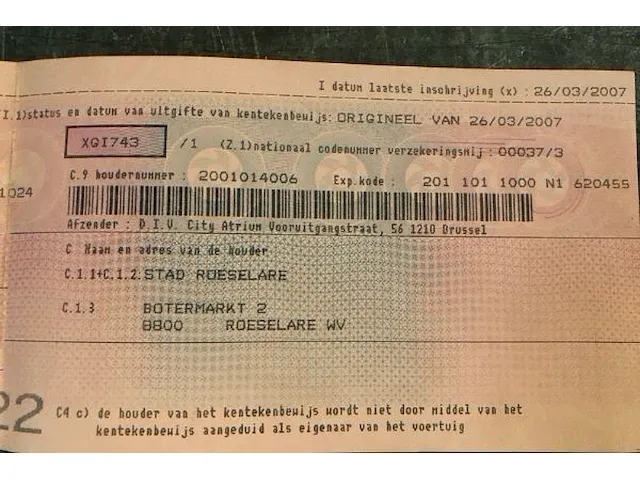 I datum laatste inschrijving (x) : 26/03/2007
I.1)status en datum van uitgifte van kentekenbewijs: ORIGINEEL VAN 26/03/2007
XGI743 /1 (Z.1)nationaal codenummer verzekeringsmij : 00037/3
C.9 houdernummer : 2001014006 Exp.kode : 201 101 1000 N1 620455
1024
Afzender : D.I.V. City Atrium Vooruitgangstraat, 56 1210 Brussel
C Naam en adres van de houder
C.1.1+C.1.2 STAD ROESELARE
C.1.3 BOTERMARKT 2
8800 ROESELARE WV
22
C4 c) de houder van het kentekenbewijs wordt niet door middel van het
kentekenbewijs aangeduid als eigenaar van het voertuig